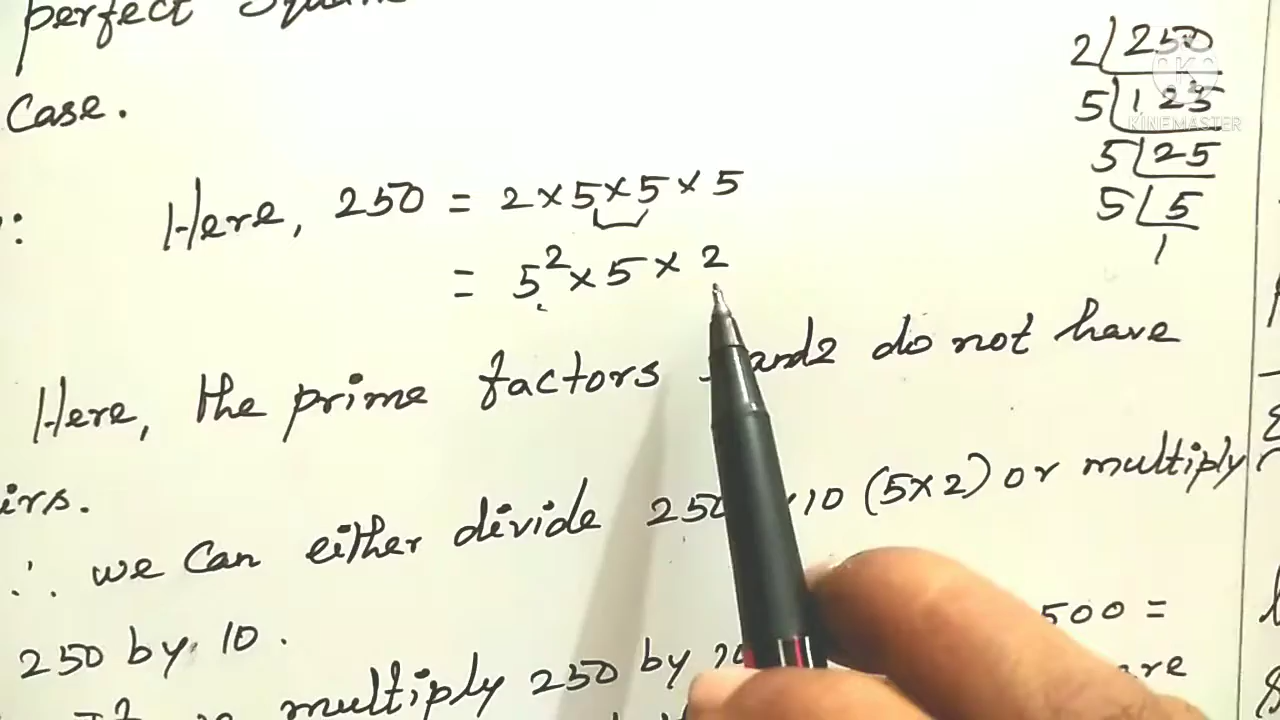 perfect Square
Case.
2 | 250
5 | 125
5 | 25
5 | 5
1
KINEMASTER
Here, 250 = 2 × 5 × 5 × 5
= 5² × 5 × 2
Here, the prime factors and 2 do not have
irs.
∴ we can either divide 250 10 (5×2) or multiply
250 by 10.
multiply 250 by 500 =